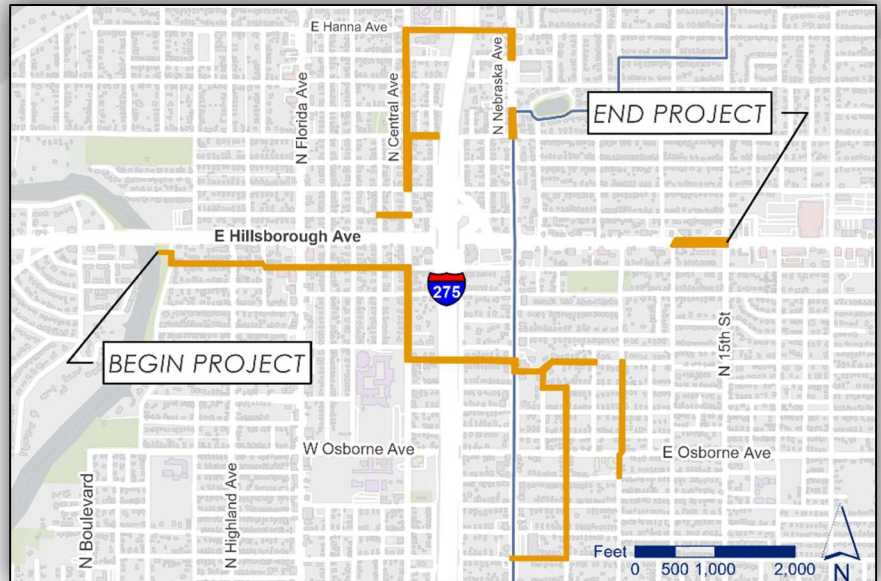 E Hanna Ave
N Florida Ave
N Central Ave
N Nebraska Ave
END PROJECT
E Hillsborough Ave
275
BEGIN PROJECT
N 15th St
W Osborne Ave
E Osborne Ave
N Boulevard
N Highland Ave
Feet
0 500 1,000 2,000
N